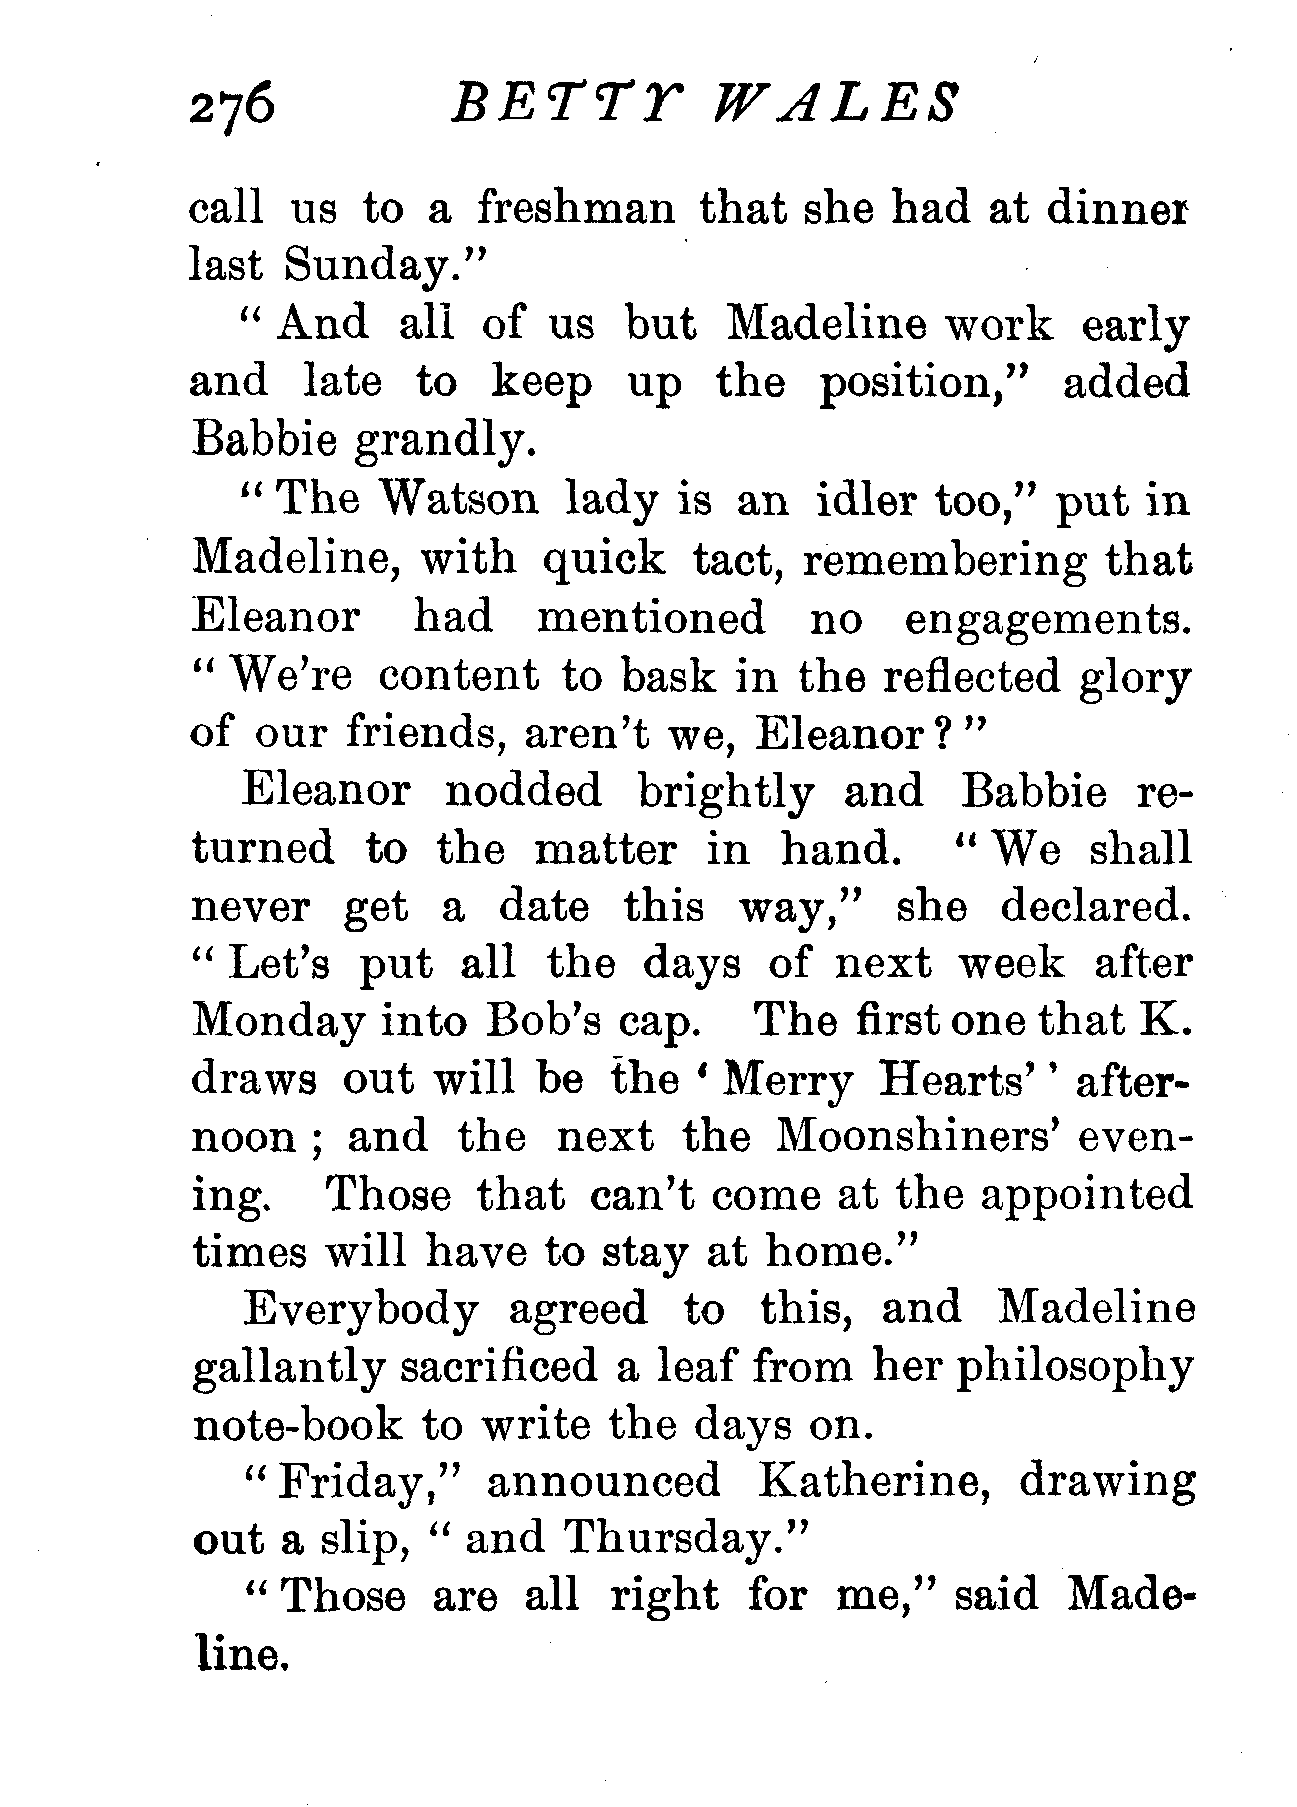 276 BETTY WALES
call us to a freshman that she had at dinner
last Sunday."
" And all of us but Madeline work early
and late to keep up the position," added
Babbie grandly.
" The Watson lady is an idler too," put in
Madeline, with quick tact, remembering that
Eleanor had mentioned no engagements.
" We're content to bask in the reflected glory
of our friends, aren't we, Eleanor ? "
Eleanor nodded brightly and Babbie re-
turned to the matter in hand. " We shall
never get a date this way," she declared.
" Let's put all the days of next week after
Monday into Bob's cap. The first one that K.
draws out will be the ' Merry Hearts' ' after-
noon ; and the next the Moonshiners' even-
ing. Those that can't come at the appointed
times will have to stay at home."
Everybody agreed to this, and Madeline
gallantly sacrificed a leaf from her philosophy
note-book to write the days on.
" Friday," announced Katherine, drawing
out a slip, " and Thursday."
" Those are all right for me," said Made-
line.